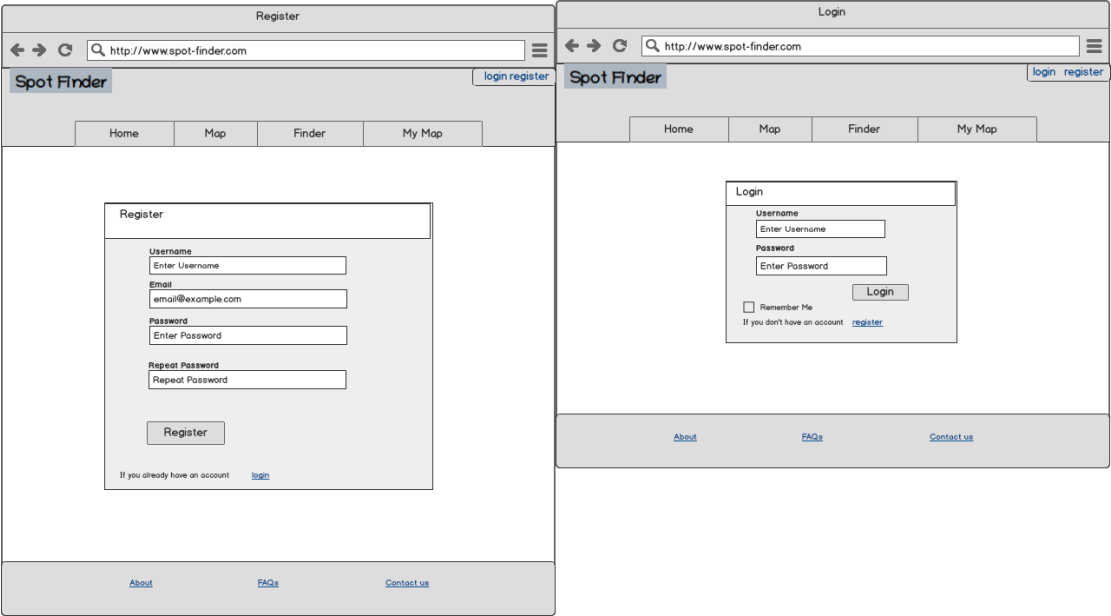 Register
http://www.spot-finder.com
Spot Finder
login register
Home Map Finder My Map
Register
Username
Enter Username
Email
email@example.com
Password
Enter Password
Repeat Password
Repeat Password
Register
If you already have an account login
About FAQs Contact us
Login
http://www.spot-finder.com
Spot Finder
login register
Home Map Finder My Map
Login
Username
Enter Username
Password
Enter Password
Login
Remember Me
If you don't have an account register
About FAQs Contact us